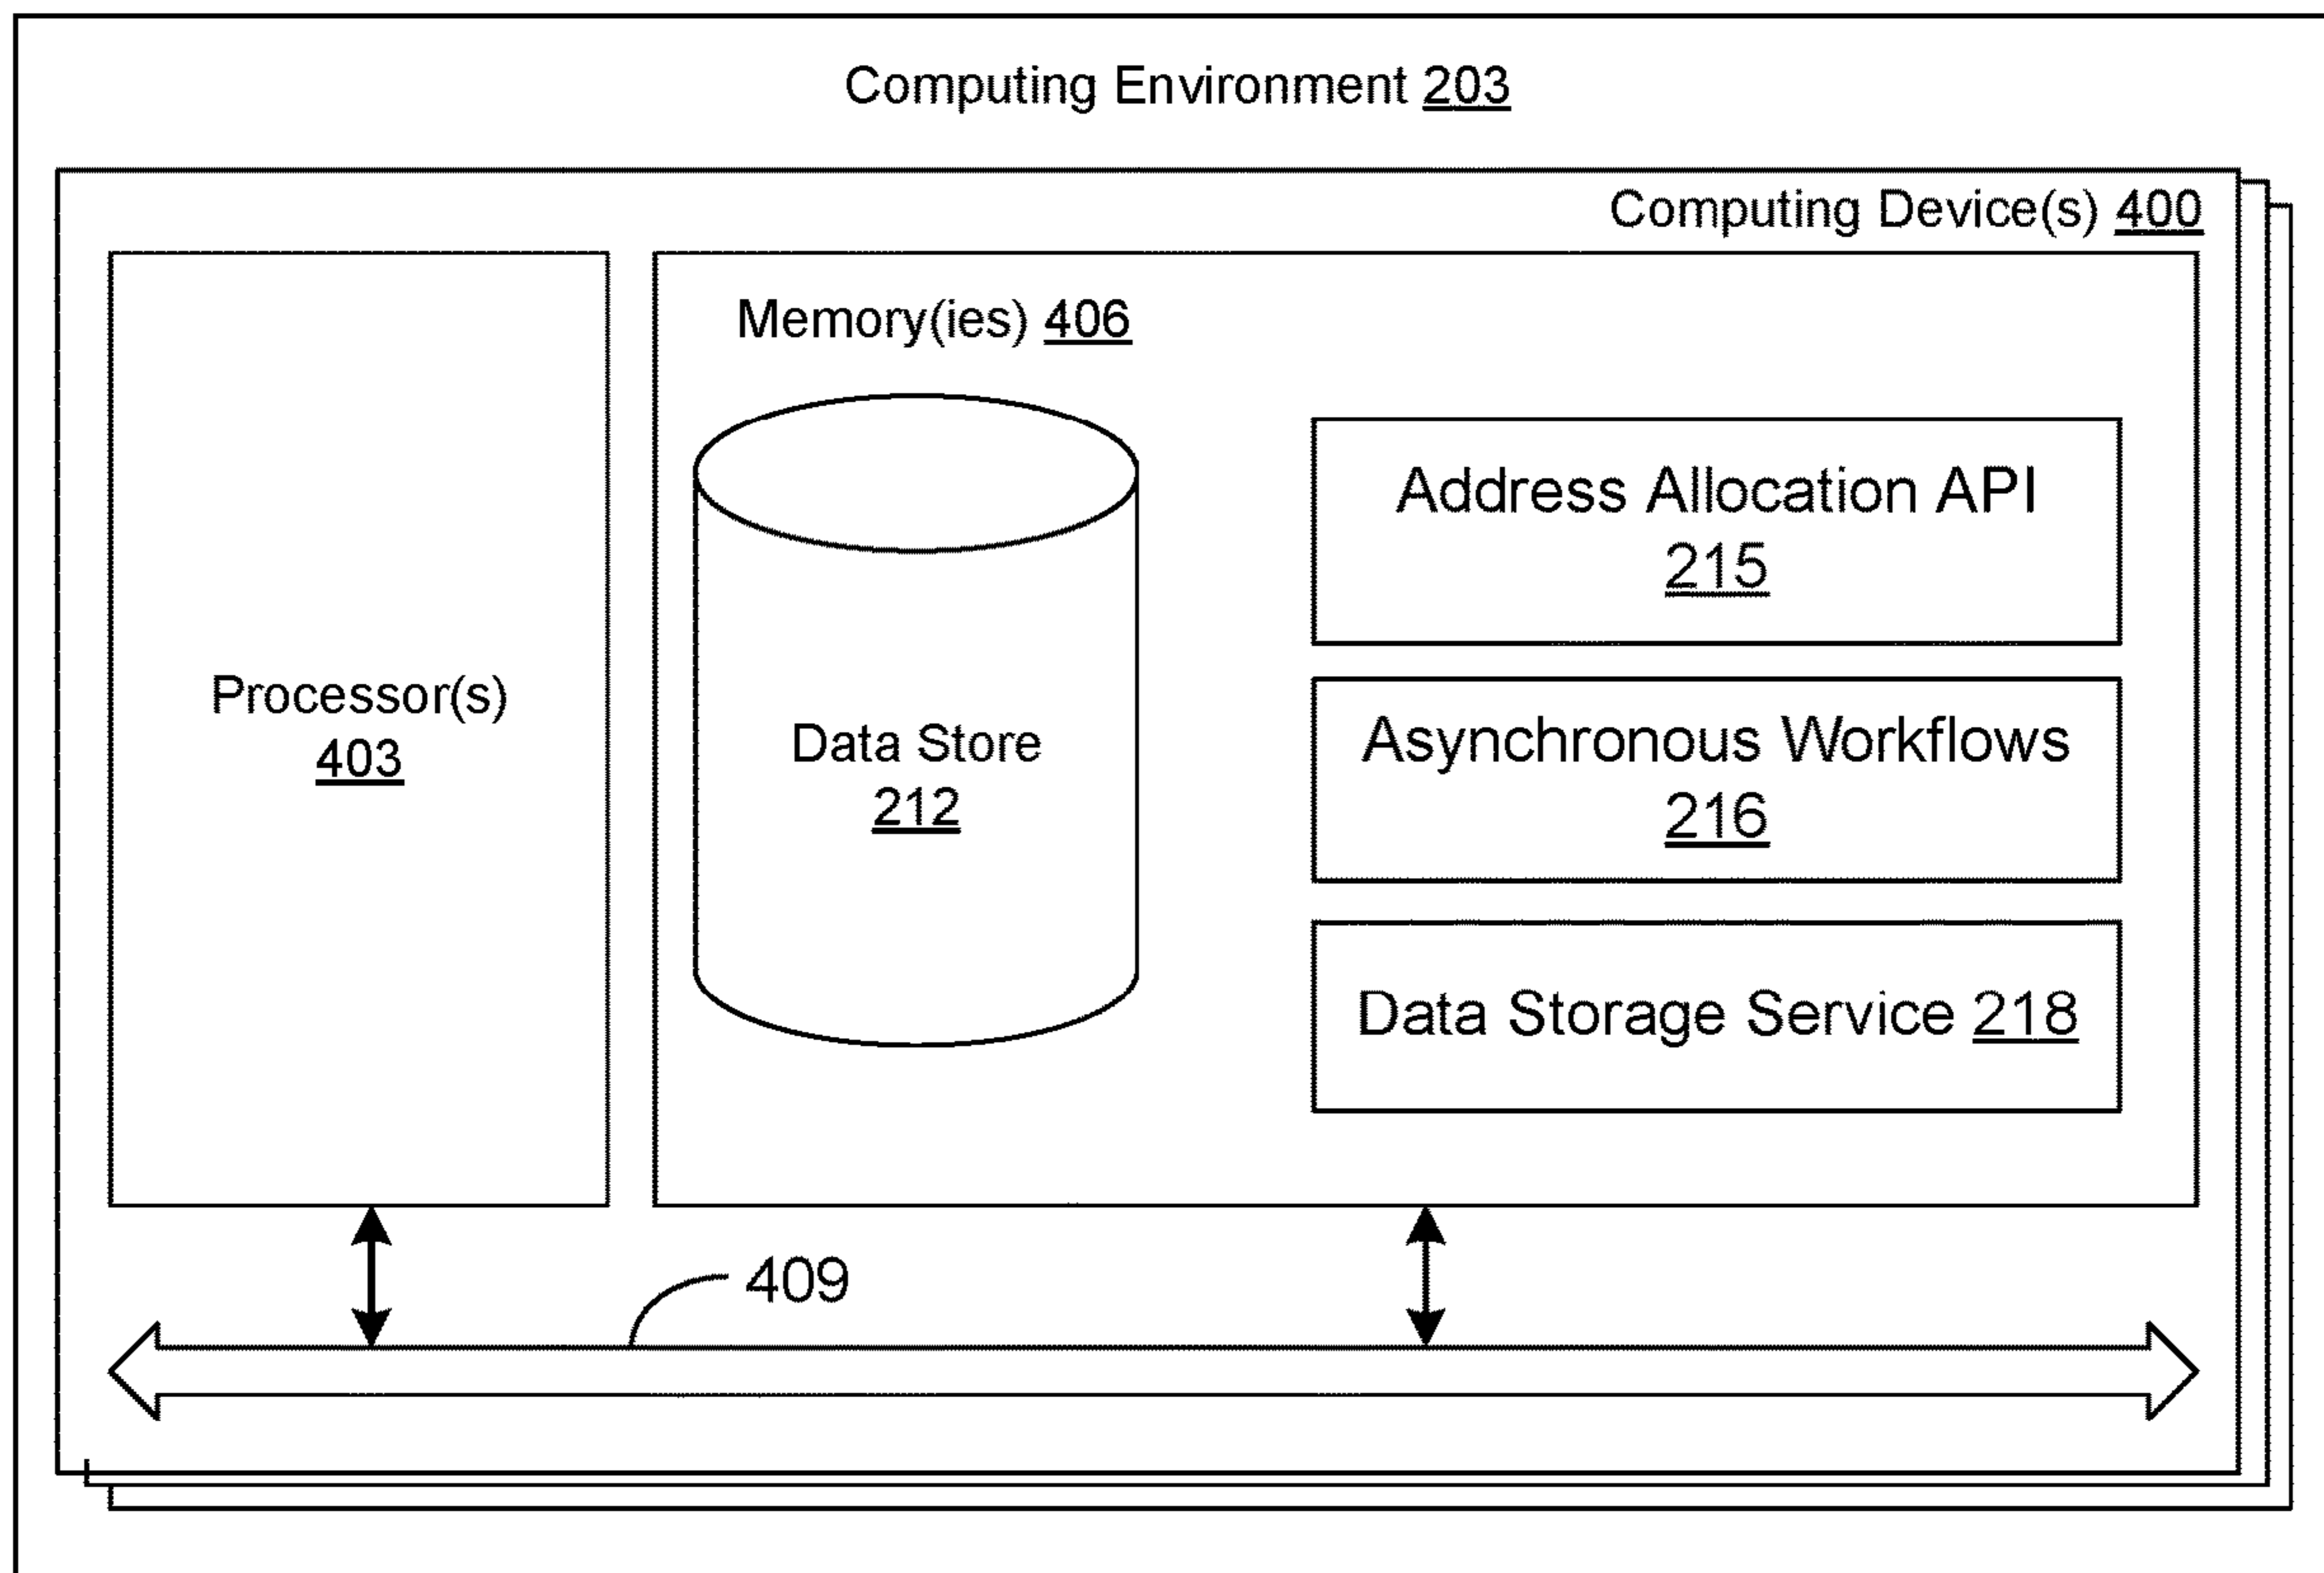 Computing Environment 203
Computing Device(s) 400
Memory(ies) 406
Processor(s)
403
Data Store
212
Address Allocation API
215
Asynchronous Workflows
216
Data Storage Service 218
409